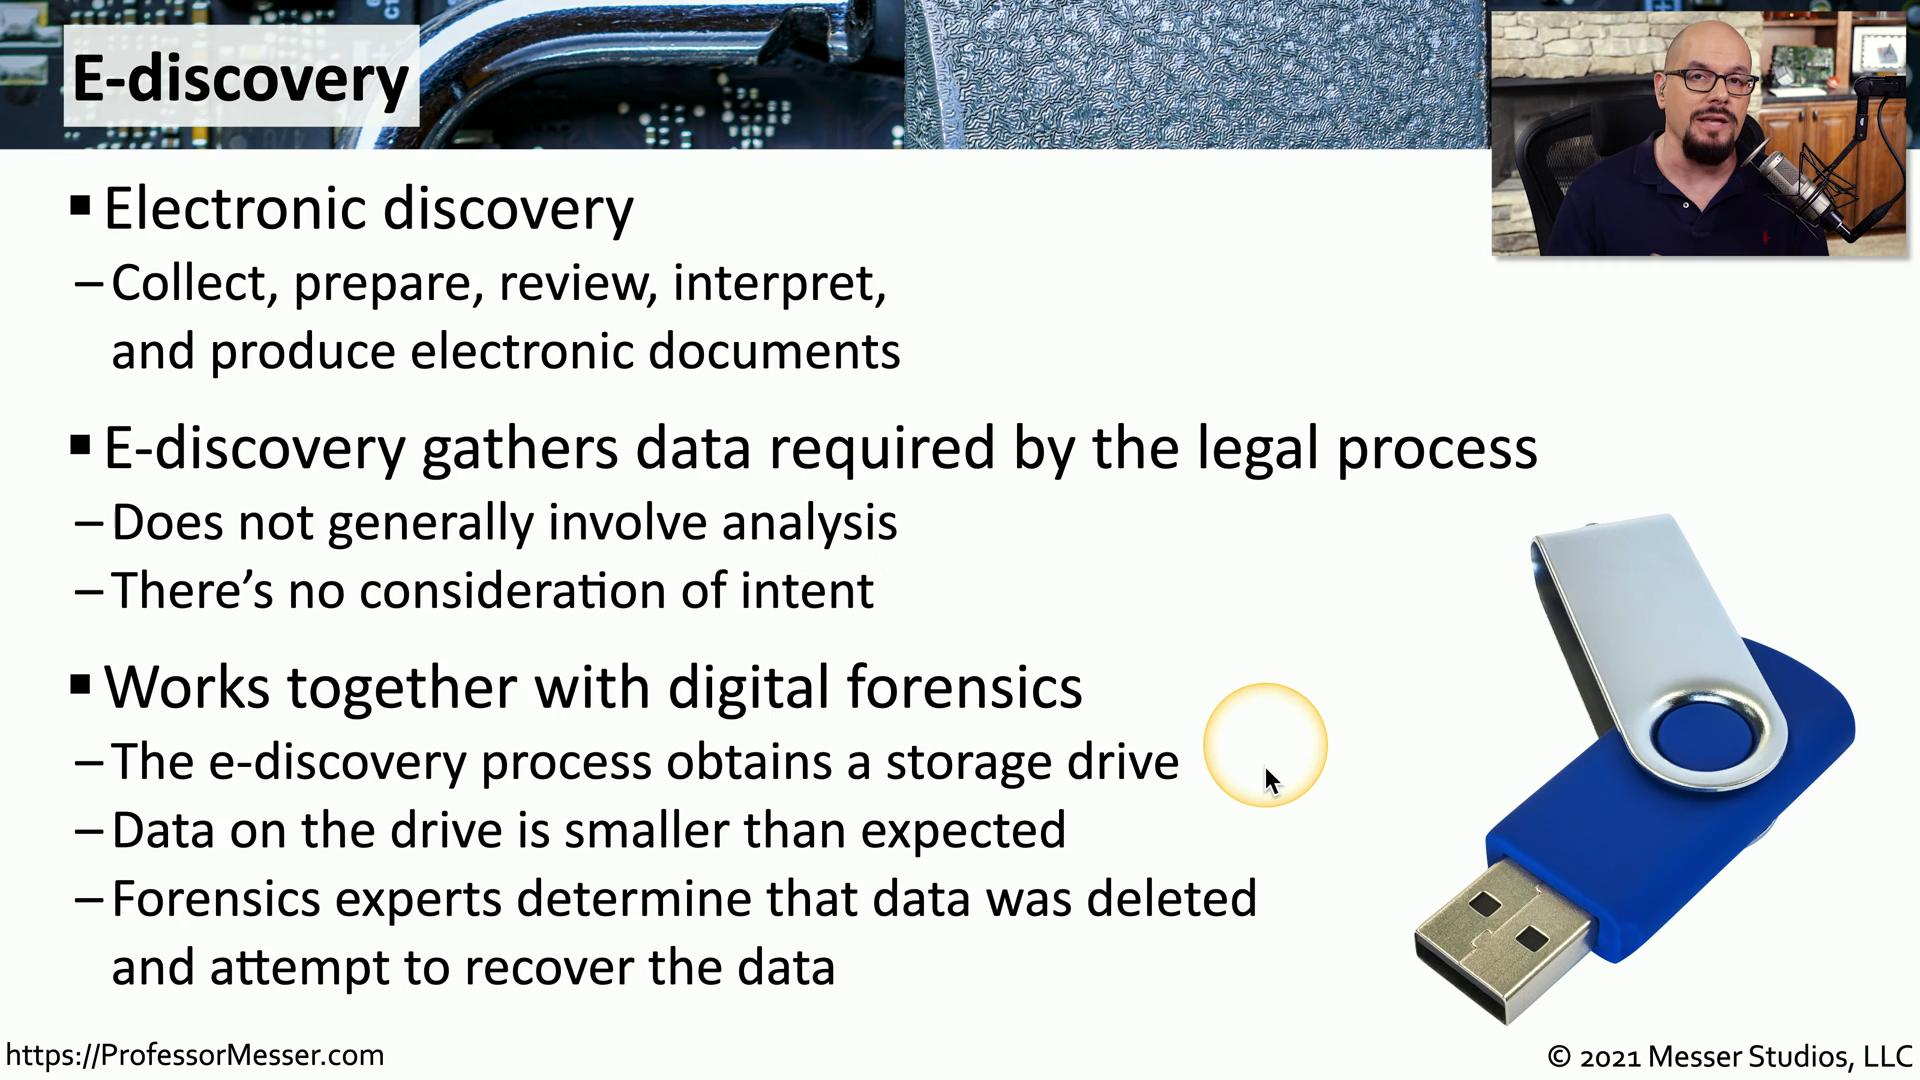 E-discovery
▪ Electronic discovery
– Collect, prepare, review, interpret,
and produce electronic documents
▪ E-discovery gathers data required by the legal process
– Does not generally involve analysis
– There’s no consideration of intent
▪ Works together with digital forensics
– The e-discovery process obtains a storage drive
– Data on the drive is smaller than expected
– Forensics experts determine that data was deleted
and attempt to recover the data
https://ProfessorMesser.com
© 2021 Messer Studios, LLC